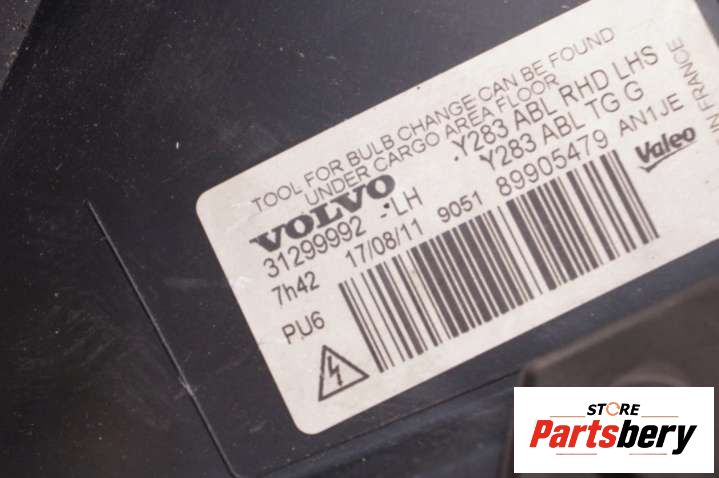 TOOL FOR BULB CHANGE CAN BE FOUND
UNDER CARGO AREA FLOOR
VOLVO
.Y283 ABL RHD LHS
31299992 -LH
Y283 ABL TG G
7h42 17/08/11 9051 89905479 AN1JE
PU6
Valeo
IN FRANCE
STORE
Partsbery